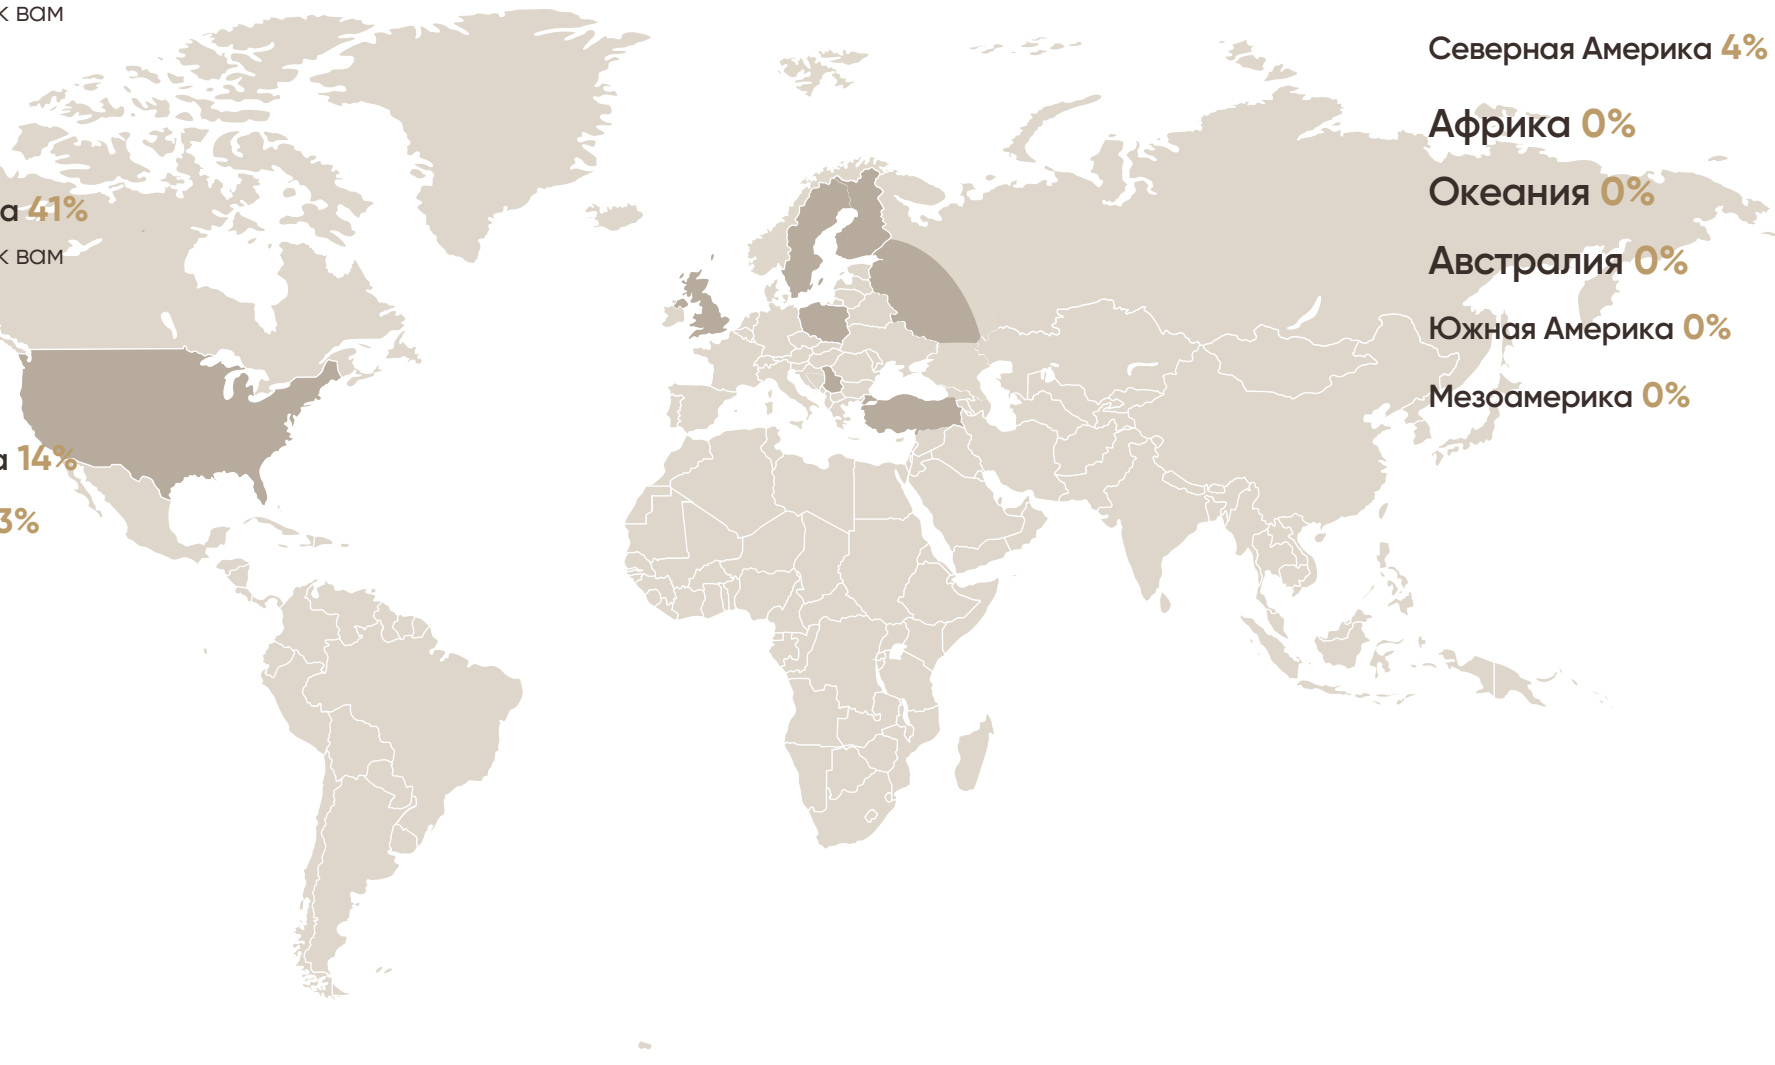 к вам
а 41%
к вам
а 14%
3%
Северная Америка 4%
Африка 0%
Океания 0%
Австралия 0%
Южная Америка 0%
Мезоамерика 0%